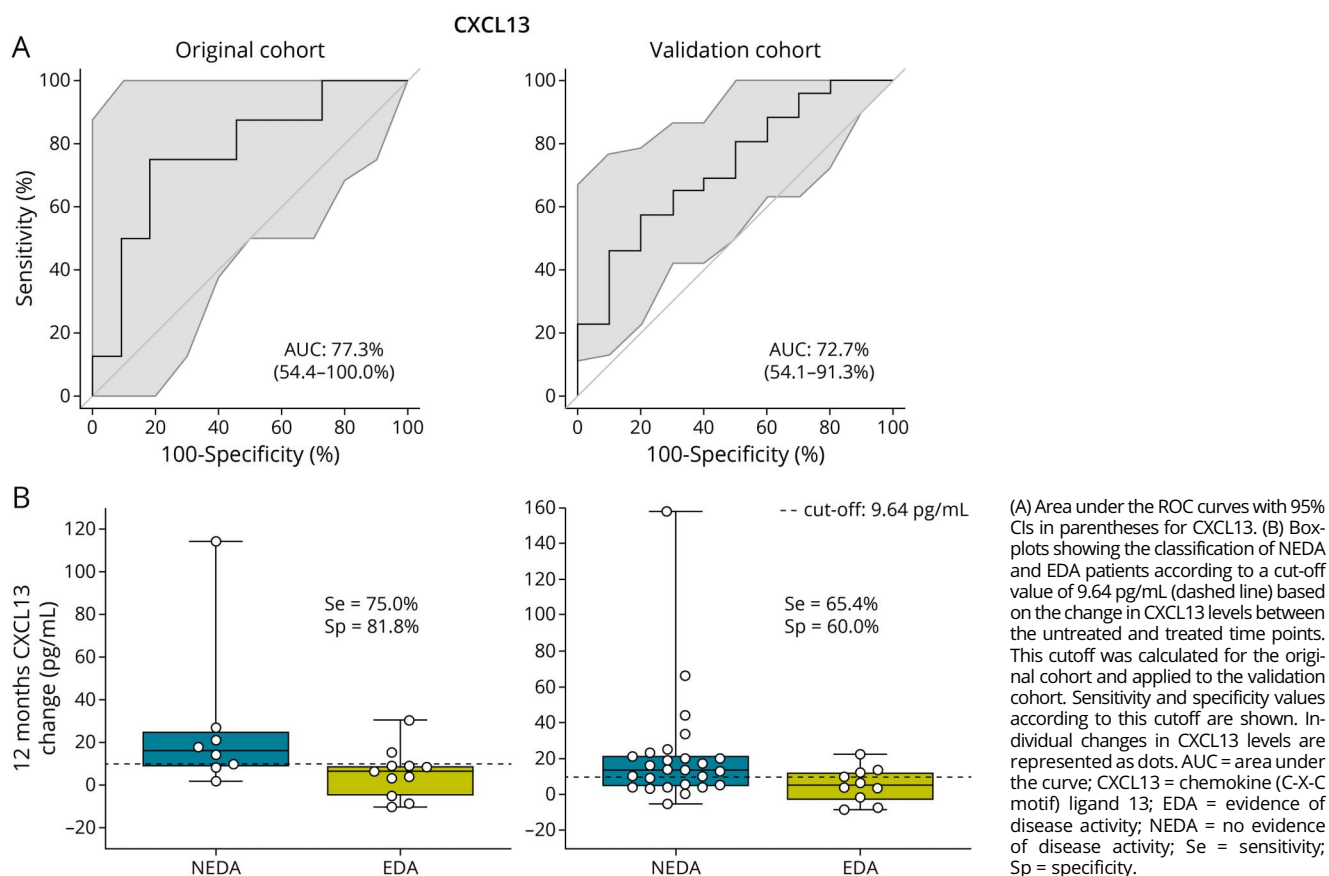 CXCL13
A
Original cohort
Validation cohort
Sensitivity (%)
100
80
60
40
20
0
AUC: 77.3%
(54.4–100.0%)
0 20 40 60 80 100
100-Specificity (%)
100
80
60
40
20
0
AUC: 72.7%
(54.1–91.3%)
0 20 40 60 80 100
100-Specificity (%)
B
12 months CXCL13
change (pg/mL)
120
100
80
60
40
20
0
−20
Se = 75.0%
Sp = 81.8%
NEDA EDA
160
140
120
100
80
60
40
20
0
−20
-- cut-off: 9.64 pg/mL
Se = 65.4%
Sp = 60.0%
NEDA EDA
(A) Area under the ROC curves with 95%
CIs in parentheses for CXCL13. (B) Box-
plots showing the classification of NEDA
and EDA patients according to a cut-off
value of 9.64 pg/mL (dashed line) based
on the change in CXCL13 levels between
the untreated and treated time points.
This cutoff was calculated for the origi-
nal cohort and applied to the validation
cohort. Sensitivity and specificity values
according to this cutoff are shown. In-
dividual changes in CXCL13 levels are
represented as dots. AUC = area under
the curve; CXCL13 = chemokine (C-X-C
motif) ligand 13; EDA = evidence of
disease activity; NEDA = no evidence
of disease activity; Se = sensitivity;
Sp = specificity.